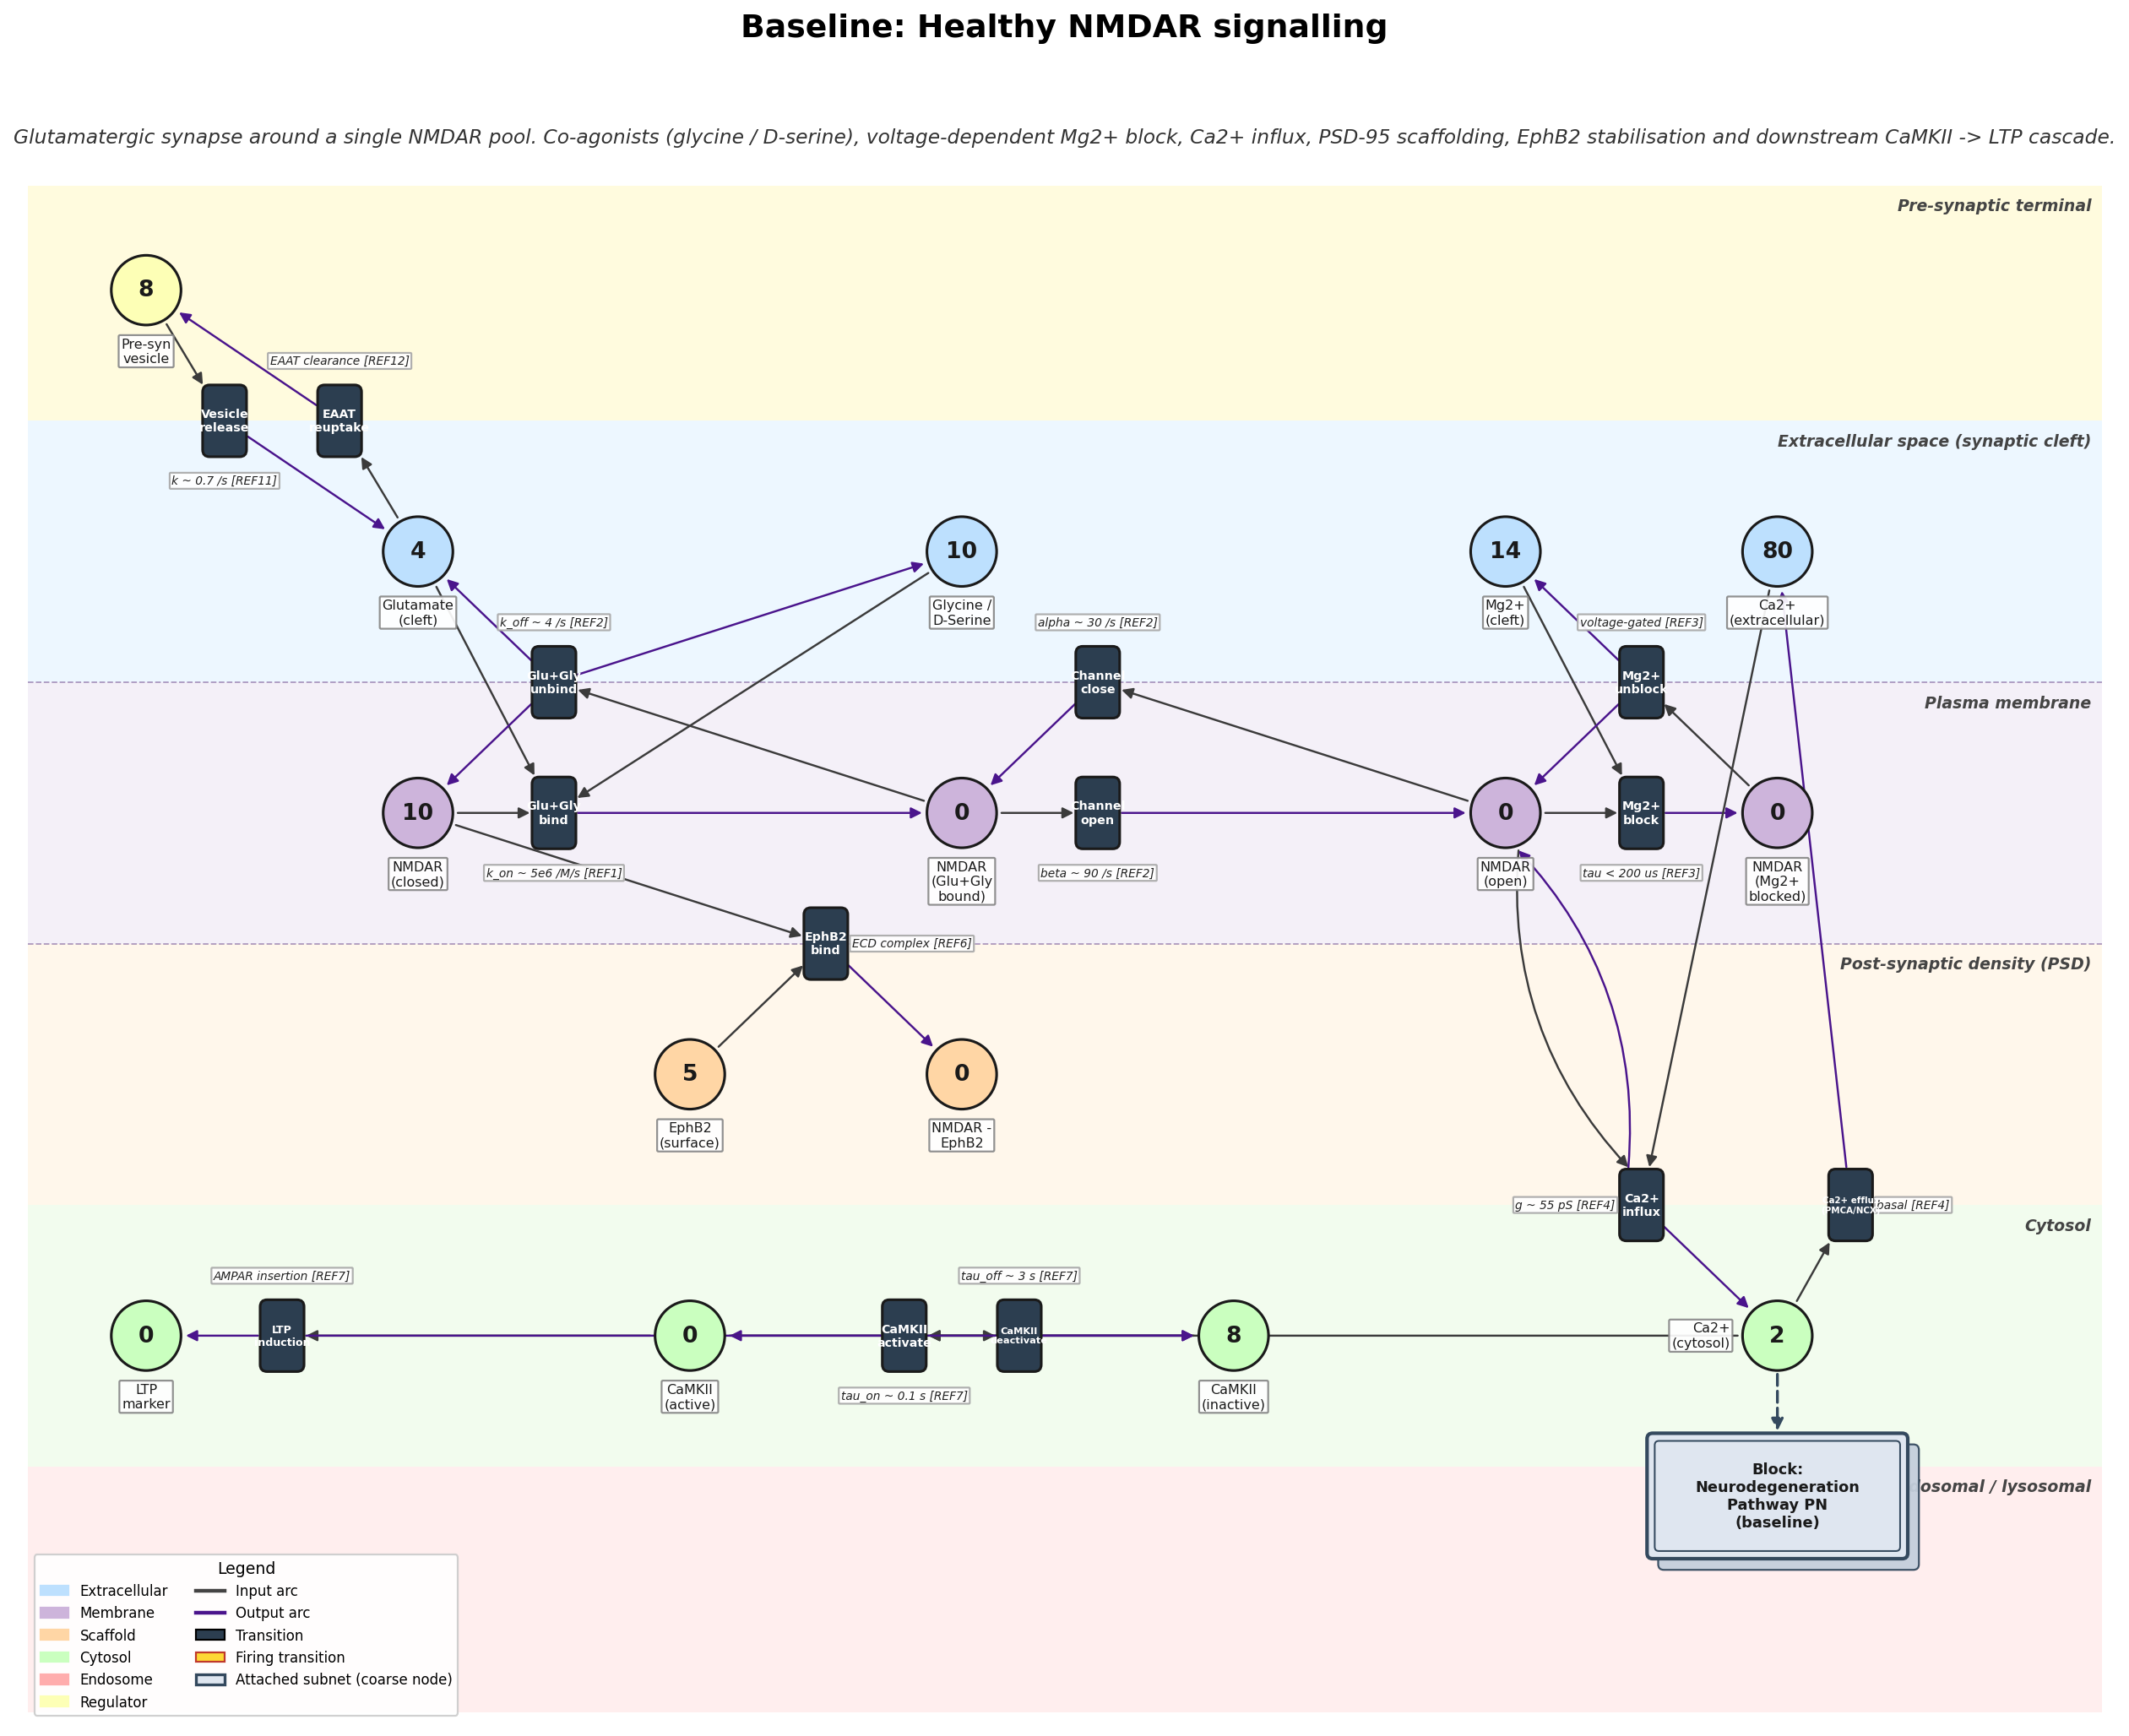 Baseline: Healthy NMDAR signalling
Glutamatergic synapse around a single NMDAR pool. Co-agonists (glycine / D-serine), voltage-dependent Mg2+ block, Ca2+ influx, PSD-95 scaffolding, EphB2 stabilisation and downstream CaMKII -> LTP cascade.
Pre-synaptic terminal
8
Pre-syn
vesicle
EAAT clearance [REF12]
Vesicle
release
EAAT
reuptake
Extracellular space (synaptic cleft)
k ~ 0.7 /s [REF11]
4
10
14
80
Glutamate
(cleft)
k_off ~ 4 /s [REF2]
Glycine /
D-Serine
alpha ~ 30 /s [REF2]
Mg2+
(cleft)
voltage-gated [REF3]
Ca2+
(extracellular)
Glu+Gly
unbind
Channel
close
Mg2+
unblock
Plasma membrane
10
Glu+Gly
bind
0
Channel
open
0
Mg2+
block
0
NMDAR
(closed)
k_on ~ 5e6 /M/s [REF1]
NMDAR
(Glu+Gly
bound)
beta ~ 90 /s [REF2]
NMDAR
(open)
tau < 200 us [REF3]
NMDAR
(Mg2+
blocked)
EphB2
bind
ECD complex [REF6]
Post-synaptic density (PSD)
5
0
EphB2
(surface)
NMDAR -
EphB2
g ~ 55 pS [REF4]
Ca2+
influx
Ca2+ efflux
PMCA/NCX
basal [REF4]
Cytosol
AMPAR insertion [REF7]
tau_off ~ 3 s [REF7]
0
LTP
induction
0
CaMKII
activate
CaMKII
deactivate
8
Ca2+
(cytosol)
2
LTP
marker
CaMKII
(active)
tau_on ~ 0.1 s [REF7]
CaMKII
(inactive)
Block:
Neurodegeneration
Pathway PN
(baseline)
dosomal / lysosomal
Legend
Extracellular
Membrane
Scaffold
Cytosol
Endosome
Regulator
Input arc
Output arc
Transition
Firing transition
Attached subnet (coarse node)